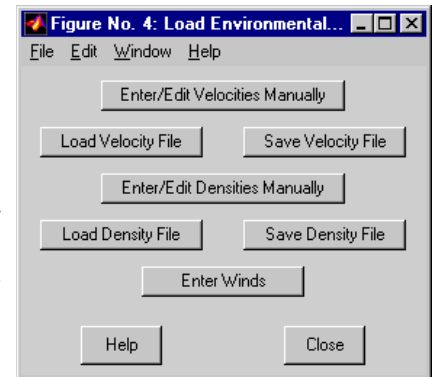 Figure No. 4: Load Environmental...
File Edit Window Help
Enter/Edit Velocities Manually
Load Velocity File Save Velocity File
Enter/Edit Densities Manually
Load Density File Save Density File
Enter Winds
Help Close